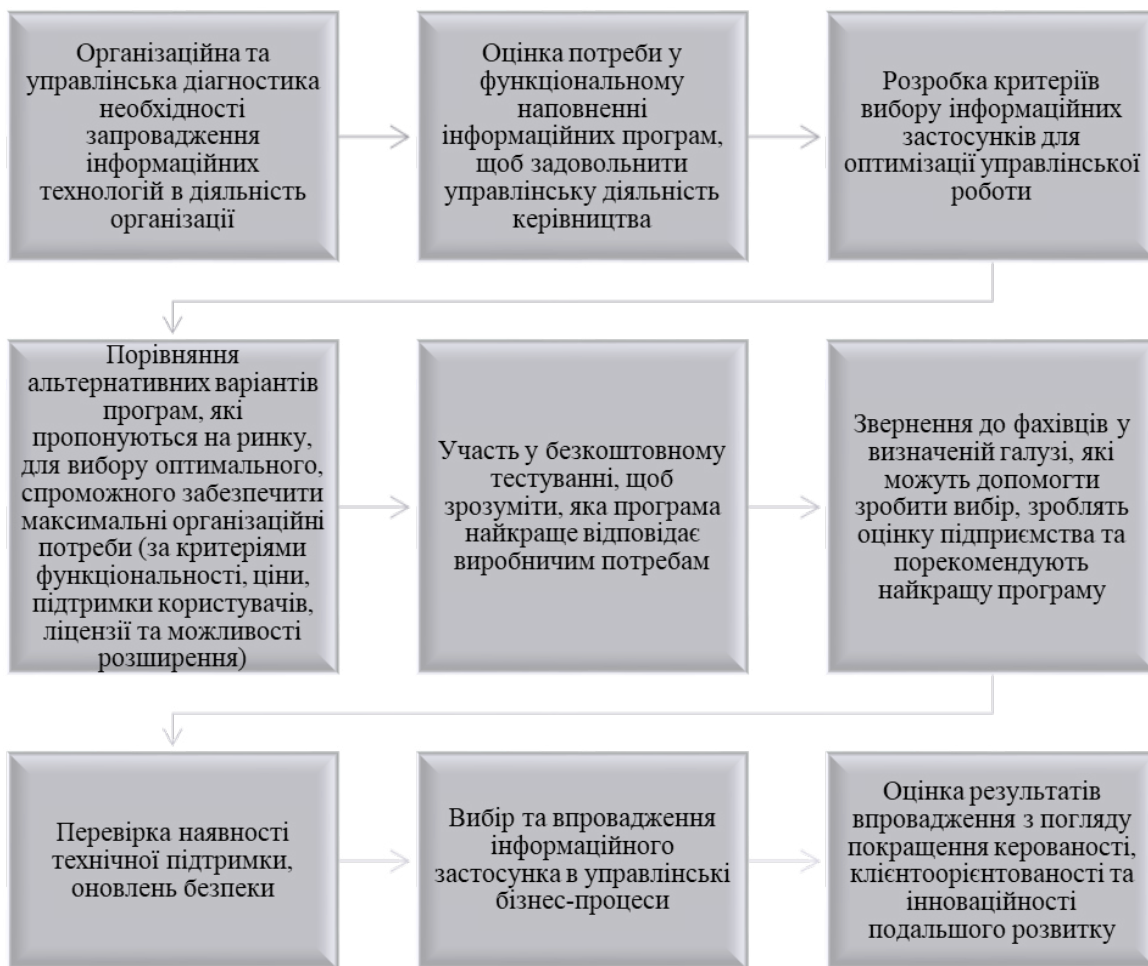 Організаційна та
управлінська діагностика
необхідності
запровадження
інформаційних
технологій в діяльність
організації
Оцінка потреби у
функціональному
наповненні
інформаційних програм,
щоб задовольнити
управлінську діяльність
керівництва
Розробка критеріїв
вибору інформаційних
застосунків для
оптимізації управлінської
роботи
Порівняння
альтернативних варіантів
програм, які
пропонуються на ринку,
для вибору оптимального,
спроможного забезпечити
максимальні організаційні
потреби (за критеріями
функціональності, ціни,
підтримки користувачів,
ліцензії та можливості
розширення)
Участь у безкоштовному
тестуванні, щоб
зрозуміти, яка програма
найкраще відповідає
виробничим потребам
Звернення до фахівців у
визначеній галузі, які
можуть допомогти
зробити вибір, зроблять
оцінку підприємства та
порекомендують
найкращу програму
Перевірка наявності
технічної підтримки,
оновлень безпеки
Вибір та впровадження
інформаційного
застосунка в управлінські
бізнес-процеси
Оцінка результатів
впровадження з погляду
покращення керованості,
клієнтоорієнтованості та
інноваційності
подальшого розвитку